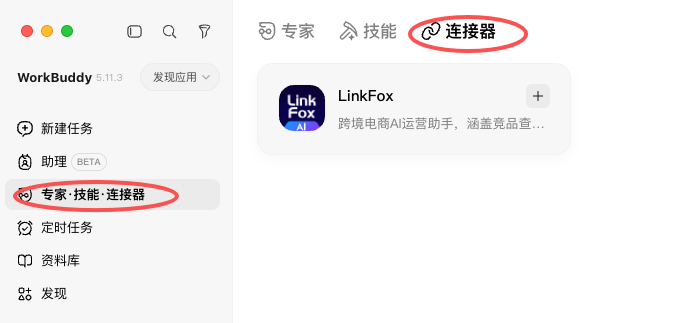 专家 技能 连接器
WorkBuddy 5.11.3 发现应用
Link
Fox
AI
LinkFox
跨境电商AI运营助手，涵盖竞品查…
新建任务
助理 BETA
专家·技能·连接器
定时任务
资料库
发现